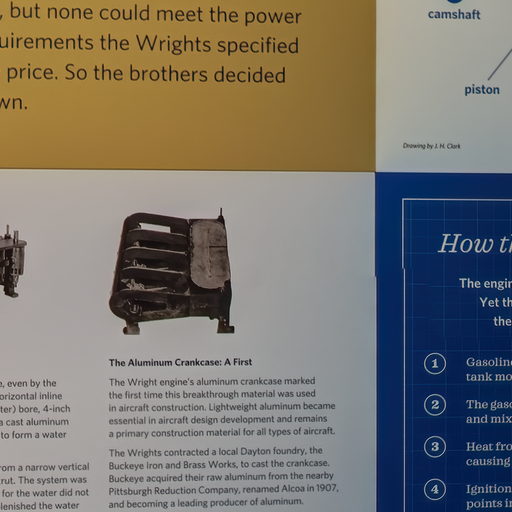 , but none could meet the power
uirements the Wrights specified
price. So the brothers decided
wn.
camshaft
piston
Drawing by J. H. Clark
The Aluminum Crankcase: A First
The Wright engine's aluminum crankcase marked
the first time this breakthrough material was used
in aircraft construction. Lightweight aluminum became
essential in aircraft design development and remains
a primary construction material for all types of aircraft.
The Wrights contracted a local Dayton foundry, the
Buckeye Iron and Brass Works, to cast the crankcase.
Buckeye acquired their raw aluminum from the nearby
Pittsburgh Reduction Company, renamed Alcoa in 1907,
and becoming a leading producer of aluminum.
e, even by the
orizontal inline
ter) bore, 4-inch
a cast aluminum
to form a water
rom a narrow vertical
rut. The system was
for the water did not
lenished the water
How th
The engin
Yet th
the
1 Gasoline
tank mo
2 The gaso
and mix
3 Heat fro
causing
4 Ignition
points in